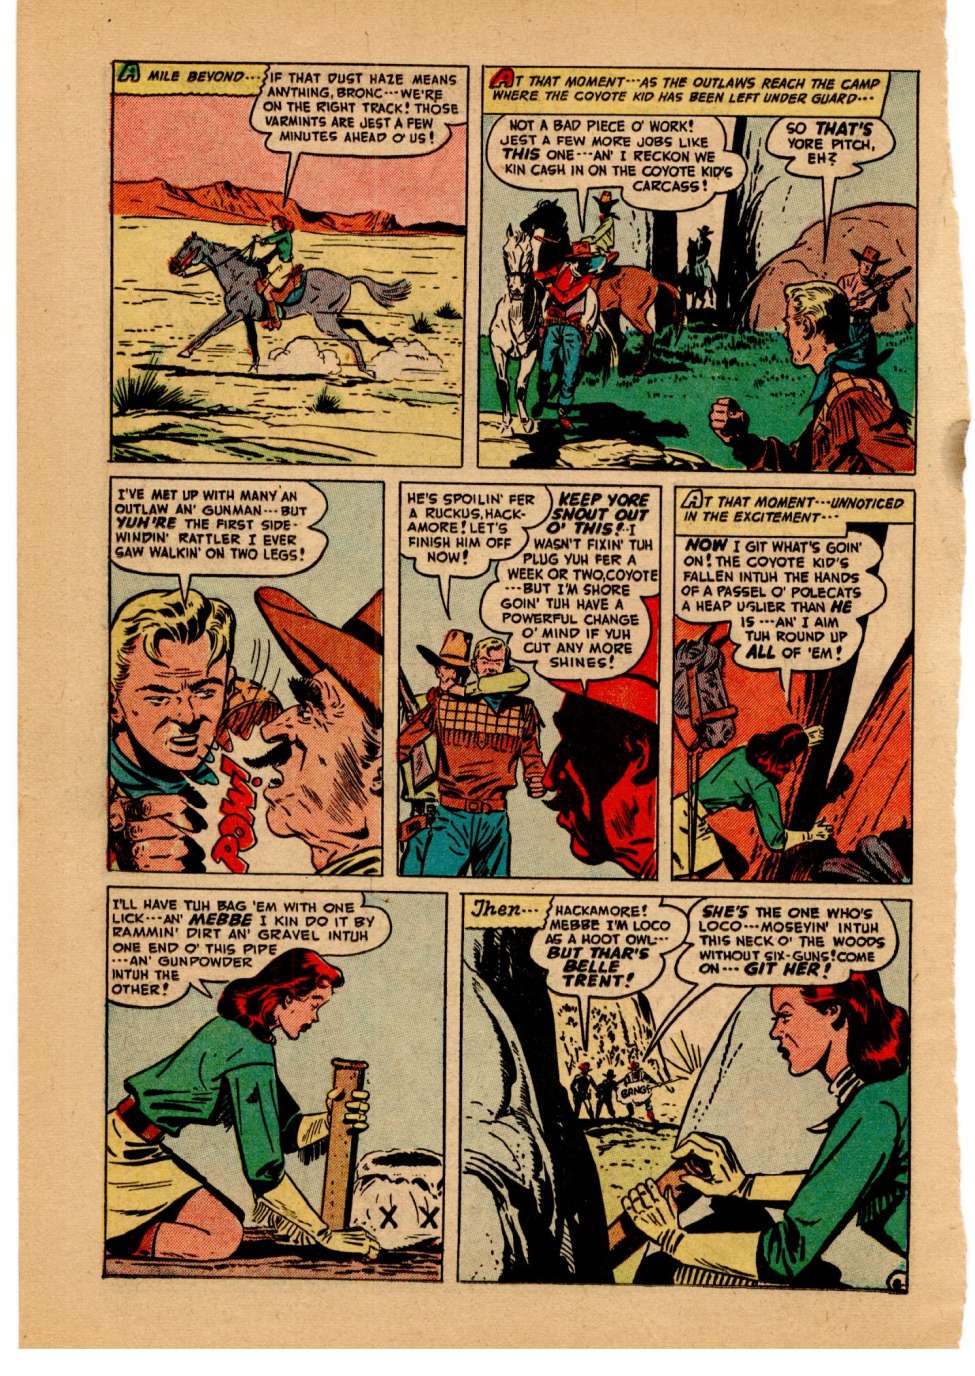 A MILE BEYOND---
IF THAT DUST HAZE MEANS
ANYTHING, BRONC---WE'RE
ON THE RIGHT TRACK! THOSE
VARMINTS ARE JEST A FEW
MINUTES AHEAD O' US!
AT THAT MOMENT---AS THE OUTLAWS REACH THE CAMP
WHERE THE COYOTE KID HAS BEEN LEFT UNDER GUARD---
NOT A BAD PIECE O' WORK!
JEST A FEW MORE JOBS LIKE
THIS ONE---AN' I RECKON WE
KIN CASH IN ON THE COYOTE KID'S
CARCASS!
SO THAT'S
YORE PITCH,
EH?
I'VE MET UP WITH MANY AN
OUTLAW AN' GUNMAN---BUT
YUH'RE THE FIRST SIDE-
WINDIN' RATTLER I EVER
SAW WALKIN' ON TWO LEGS!
POW!
HE'S SPOILIN' FER
A RUCKUS, HACK-
AMORE! LET'S
FINISH HIM OFF
NOW!
KEEP YORE
SNOUT OUT
O' THIS! I
WASN'T FIXIN' TUH
PLUG YUH FER A
WEEK OR TWO, COYOTE
---BUT I'M SHORE
GOIN' TUH HAVE A
POWERFUL CHANGE
O' MIND IF YUH
CUT ANY MORE
SHINES!
AT THAT MOMENT---UNNOTICED
IN THE EXCITEMENT---
NOW I GIT WHAT'S GOIN'
ON! THE COYOTE KID'S
FALLEN INTUH THE HANDS
OF A PASSEL O' POLECATS
A HEAP UGLIER THAN HE
IS---AN' I AIM
TUH ROUND UP
ALL OF 'EM!
I'LL HAVE TUH BAG 'EM WITH ONE
LICK---AN' MEBBE I KIN DO IT BY
RAMMIN' DIRT AN' GRAVEL INTUH
ONE END O' THIS PIPE
---AN' GUNPOWDER
INTUH THE
OTHER!
X X
Then---
HACKAMORE!
MEBBE I'M LOCO
AS A HOOT OWL---
BUT THAR'S
BELLE
TRENT!
SHE'S THE ONE WHO'S
LOCO---MOSEYIN' INTUH
THIS NECK O' THE WOODS
WITHOUT SIX-GUNS! COME
ON--- GIT HER!
BANG!